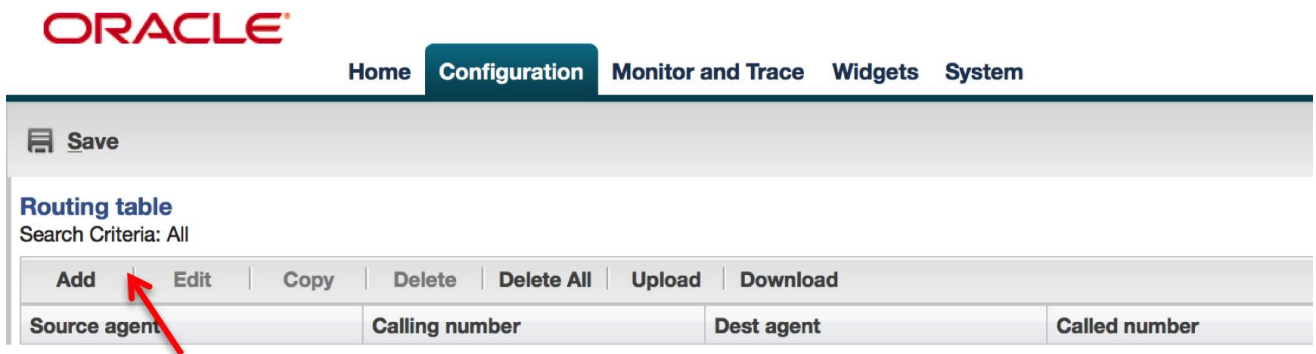 ORACLE
Home Configuration Monitor and Trace Widgets System
Save
Routing table
Search Criteria: All
Add Edit Copy Delete Delete All Upload Download
Source agent Calling number Dest agent Called number